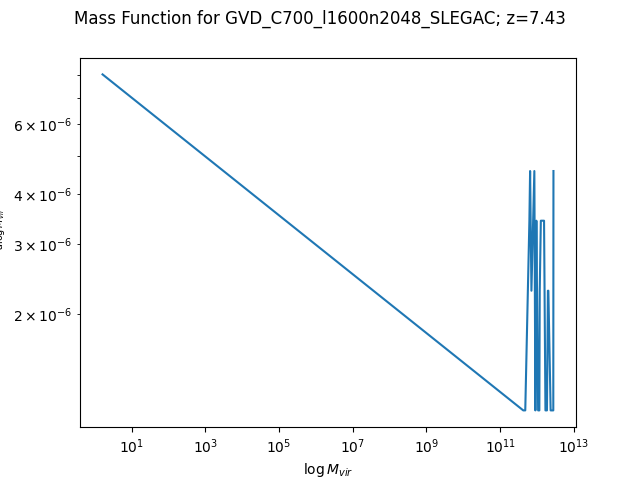 Mass Function for GVD_C700_l1600n2048_SLEGAC; z=7.43
6 × 10⁻⁶
4 × 10⁻⁶
3 × 10⁻⁶
2 × 10⁻⁶
10¹ 10³ 10⁵ 10⁷ 10⁹ 10¹¹ 10¹³
log M_vir